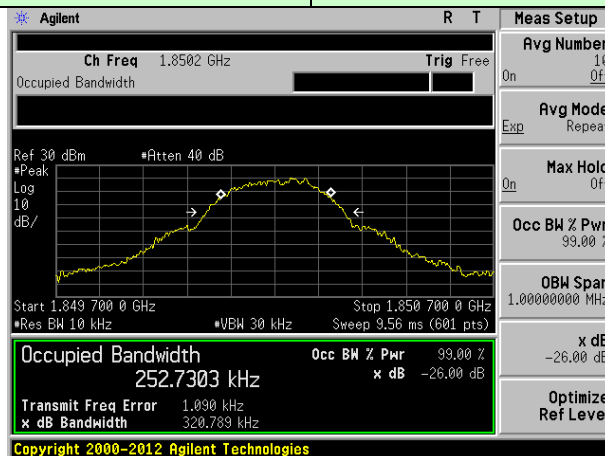 Agilent R T Meas Setup
Ch Freq 1.8502 GHz Trig Free
Occupied Bandwidth
Avg Number
10
On Off
Avg Mode
Exp Repeat
Max Hold
On Off
Occ BW % Pwr
99.00 %
OBW Span
1.00000000 MHz
x dB
-26.00 dB
Optimize
Ref Level
Ref 30 dBm #Atten 40 dB
#Peak
Log
10
dB/
Start 1.849 700 0 GHz Stop 1.850 700 0 GHz
#Res BW 10 kHz #VBW 30 kHz Sweep 9.56 ms (601 pts)
Occupied Bandwidth Occ BW % Pwr 99.00 %
252.7303 kHz x dB -26.00 dB
Transmit Freq Error 1.090 kHz
x dB Bandwidth 320.789 kHz
Copyright 2000-2012 Agilent Technologies